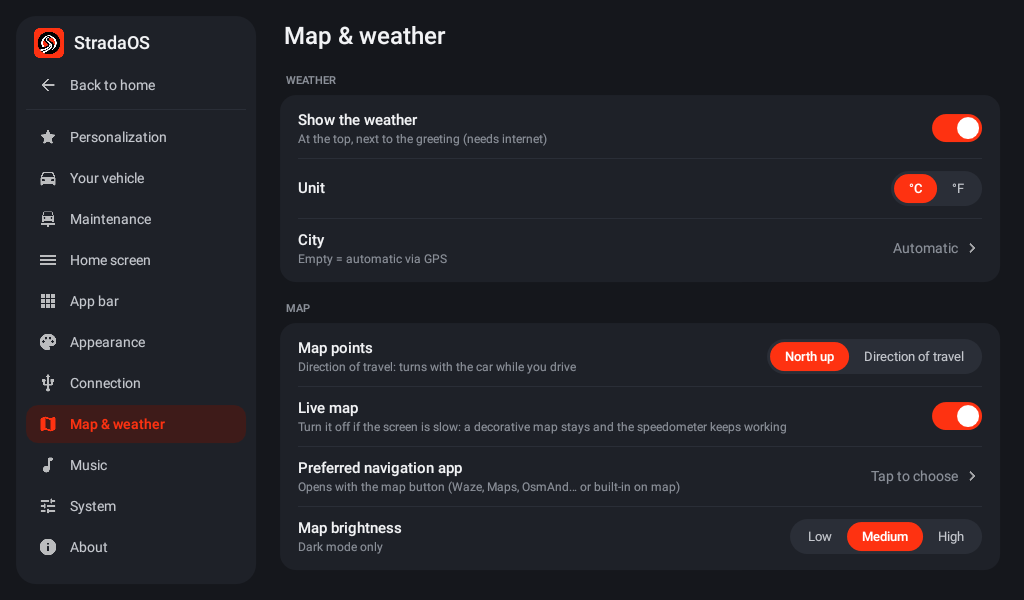 StradaOS
Back to home
Personalization
Your vehicle
Maintenance
Home screen
App bar
Appearance
Connection
Map & weather
Music
System
About
Map & weather
WEATHER
Show the weather
At the top, next to the greeting (needs internet)
Unit
°C °F
City
Empty = automatic via GPS
Automatic
MAP
Map points
Direction of travel: turns with the car while you drive
North up Direction of travel
Live map
Turn it off if the screen is slow: a decorative map stays and the speedometer keeps working
Preferred navigation app
Opens with the map button (Waze, Maps, OsmAnd… or built-in on map)
Tap to choose
Map brightness
Dark mode only
Low Medium High